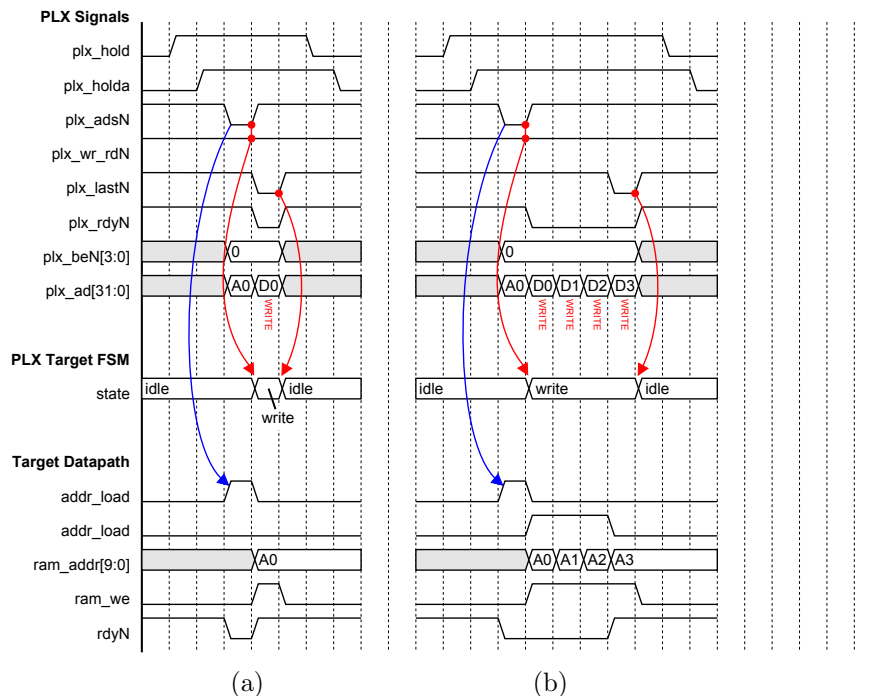 PLX Signals
plx_hold
plx_holda
plx_adsN
plx_wr_rdN
plx_lastN
plx_rdyN
plx_beN[3:0] 0 0
plx_ad[31:0] A0 D0 A0 D0 D1 D2 D3
WRITE WRITE WRITE WRITE WRITE
PLX Target FSM
state idle idle idle write idle
write
Target Datapath
addr_load
addr_load
ram_addr[9:0] A0 A0 A1 A2 A3
ram_we
rdyN
(a) (b)